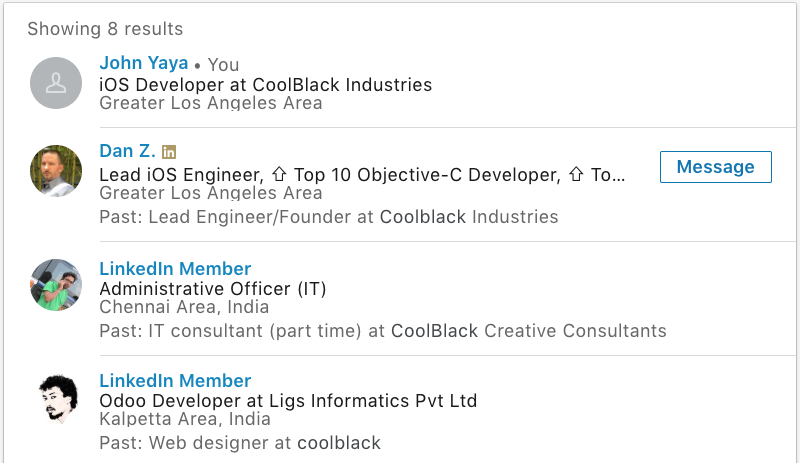 Showing 8 results
John Yaya • You
iOS Developer at CoolBlack Industries
Greater Los Angeles Area
Dan Z. in
Lead iOS Engineer, ⇧ Top 10 Objective-C Developer, ⇧ To...
Message
Greater Los Angeles Area
Past: Lead Engineer/Founder at Coolblack Industries
LinkedIn Member
Administrative Officer (IT)
Chennai Area, India
Past: IT consultant (part time) at CoolBlack Creative Consultants
LinkedIn Member
Odoo Developer at Ligs Informatics Pvt Ltd
Kalpetta Area, India
Past: Web designer at coolblack